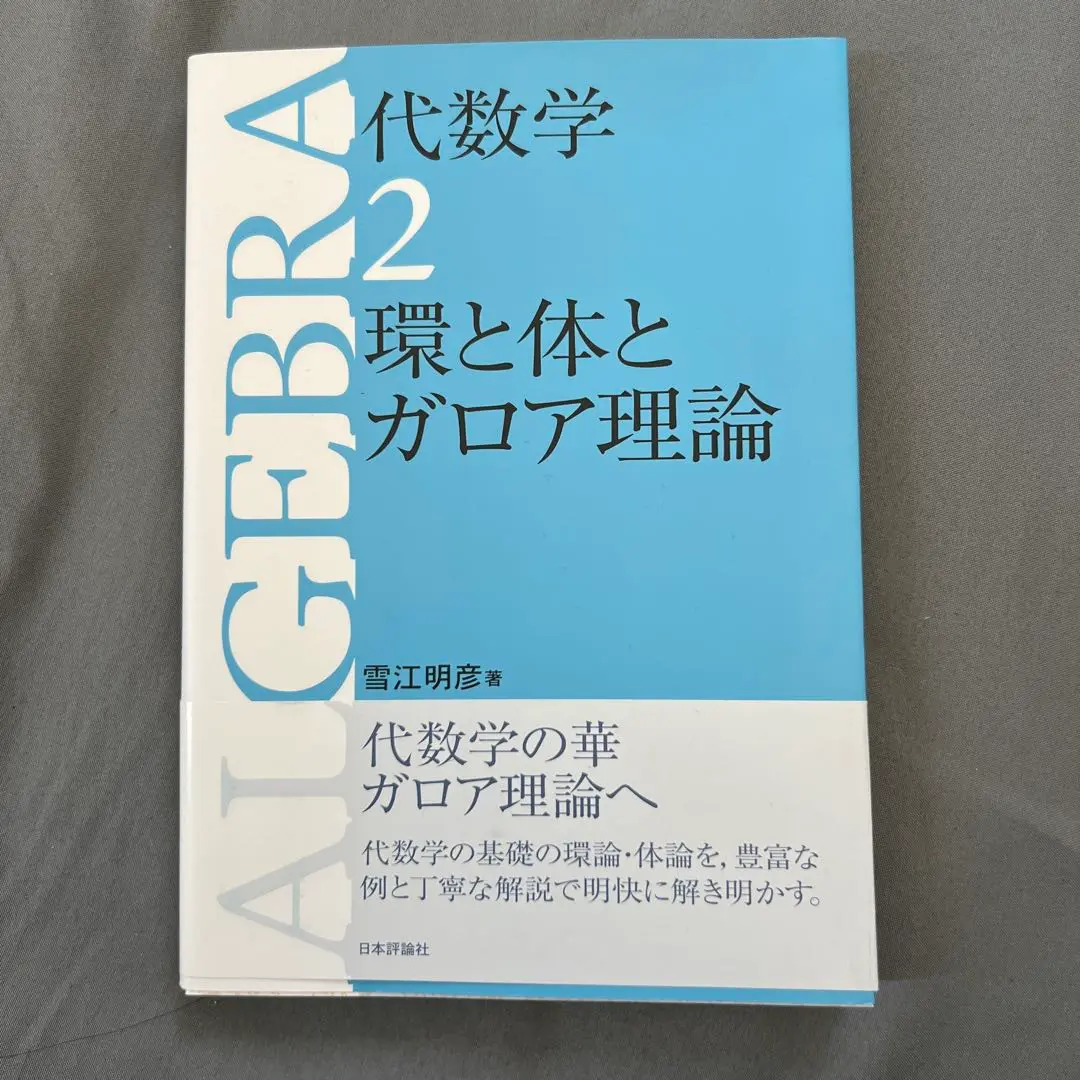 ALGEBRA
代数学
2
環と体と
ガロア理論
雪江明彦著
代数学の華
ガロア理論へ
代数学の基礎の環論・体論を,豊富な
例と丁寧な解説で明快に解き明かす。
日本評論社